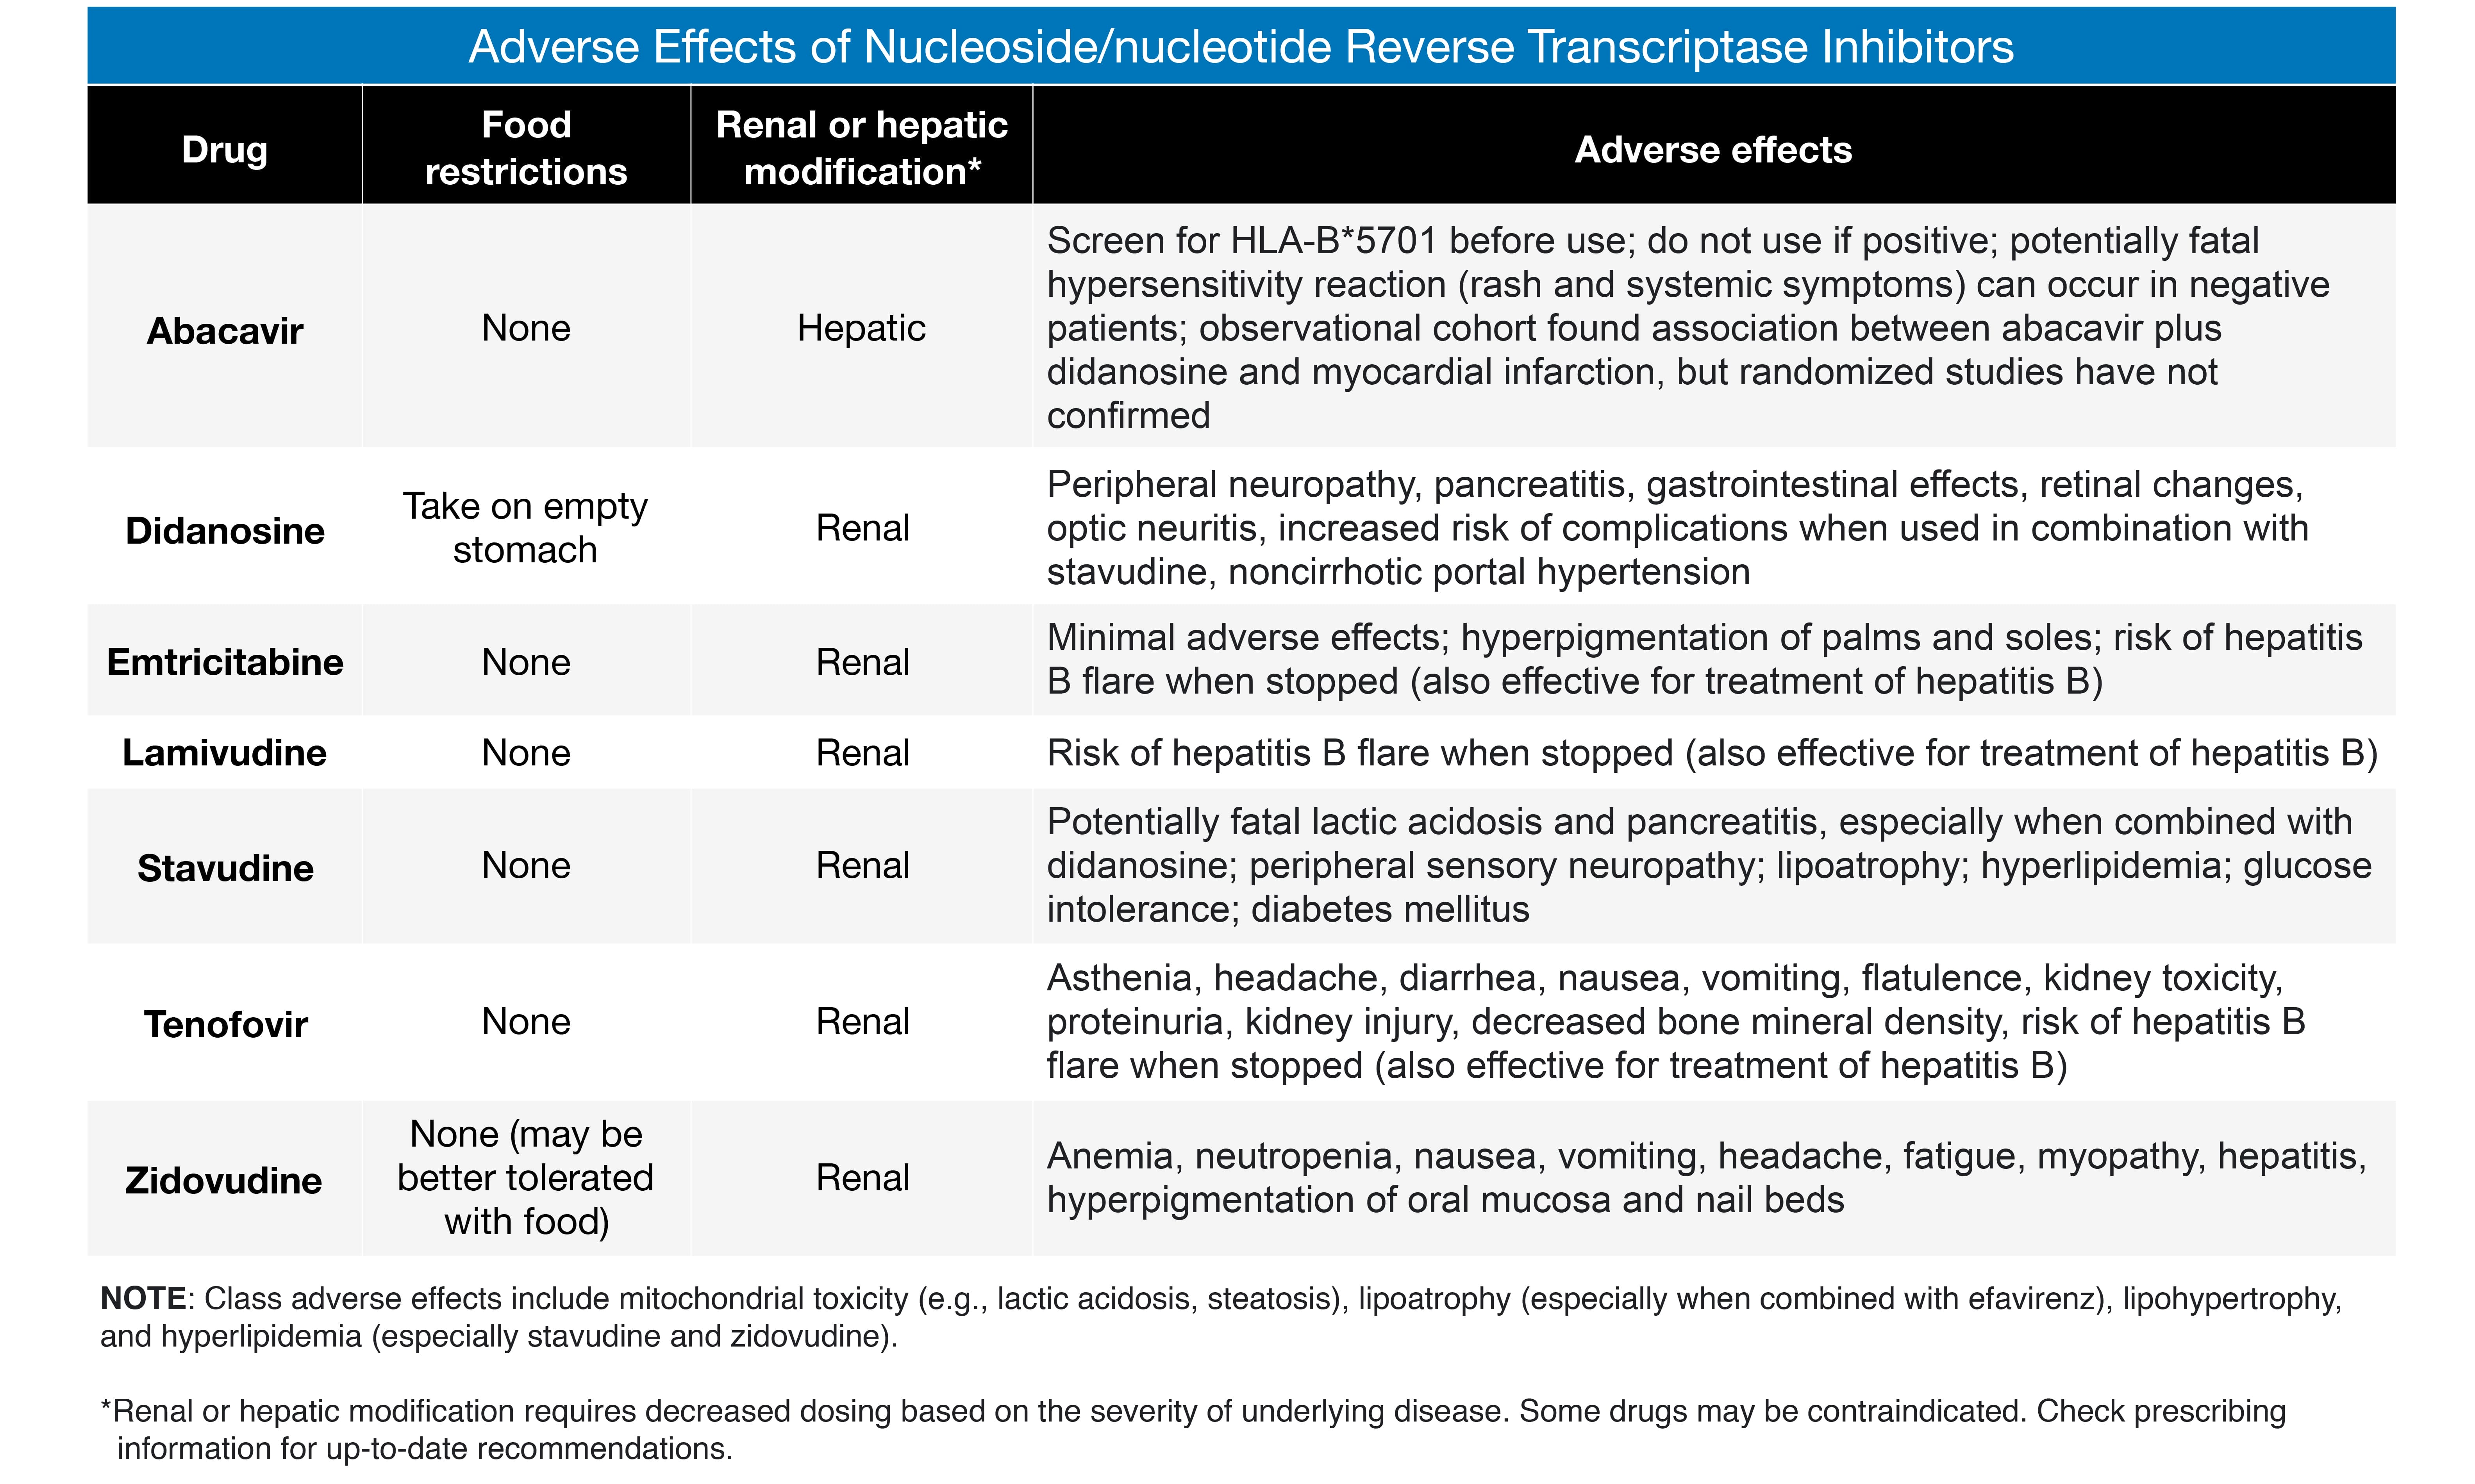 Adverse Effects of Nucleoside/nucleotide Reverse Transcriptase Inhibitors
Drug
Food
restrictions
Renal or hepatic
modification*
Adverse effects
Abacavir
None
Hepatic
Screen for HLA-B*5701 before use; do not use if positive; potentially fatal
hypersensitivity reaction (rash and systemic symptoms) can occur in negative
patients; observational cohort found association between abacavir plus
didanosine and myocardial infarction, but randomized studies have not
confirmed
Didanosine
Take on empty
stomach
Renal
Peripheral neuropathy, pancreatitis, gastrointestinal effects, retinal changes,
optic neuritis, increased risk of complications when used in combination with
stavudine, noncirrhotic portal hypertension
Emtricitabine
None
Renal
Minimal adverse effects; hyperpigmentation of palms and soles; risk of hepatitis
B flare when stopped (also effective for treatment of hepatitis B)
Lamivudine
None
Renal
Risk of hepatitis B flare when stopped (also effective for treatment of hepatitis B)
Stavudine
None
Renal
Potentially fatal lactic acidosis and pancreatitis, especially when combined with
didanosine; peripheral sensory neuropathy; lipoatrophy; hyperlipidemia; glucose
intolerance; diabetes mellitus
Tenofovir
None
Renal
Asthenia, headache, diarrhea, nausea, vomiting, flatulence, kidney toxicity,
proteinuria, kidney injury, decreased bone mineral density, risk of hepatitis B
flare when stopped (also effective for treatment of hepatitis B)
Zidovudine
None (may be
better tolerated
with food)
Renal
Anemia, neutropenia, nausea, vomiting, headache, fatigue, myopathy, hepatitis,
hyperpigmentation of oral mucosa and nail beds
NOTE: Class adverse effects include mitochondrial toxicity (e.g., lactic acidosis, steatosis), lipoatrophy (especially when combined with efavirenz), lipohypertrophy,
and hyperlipidemia (especially stavudine and zidovudine).
*Renal or hepatic modification requires decreased dosing based on the severity of underlying disease. Some drugs may be contraindicated. Check prescribing
information for up-to-date recommendations.